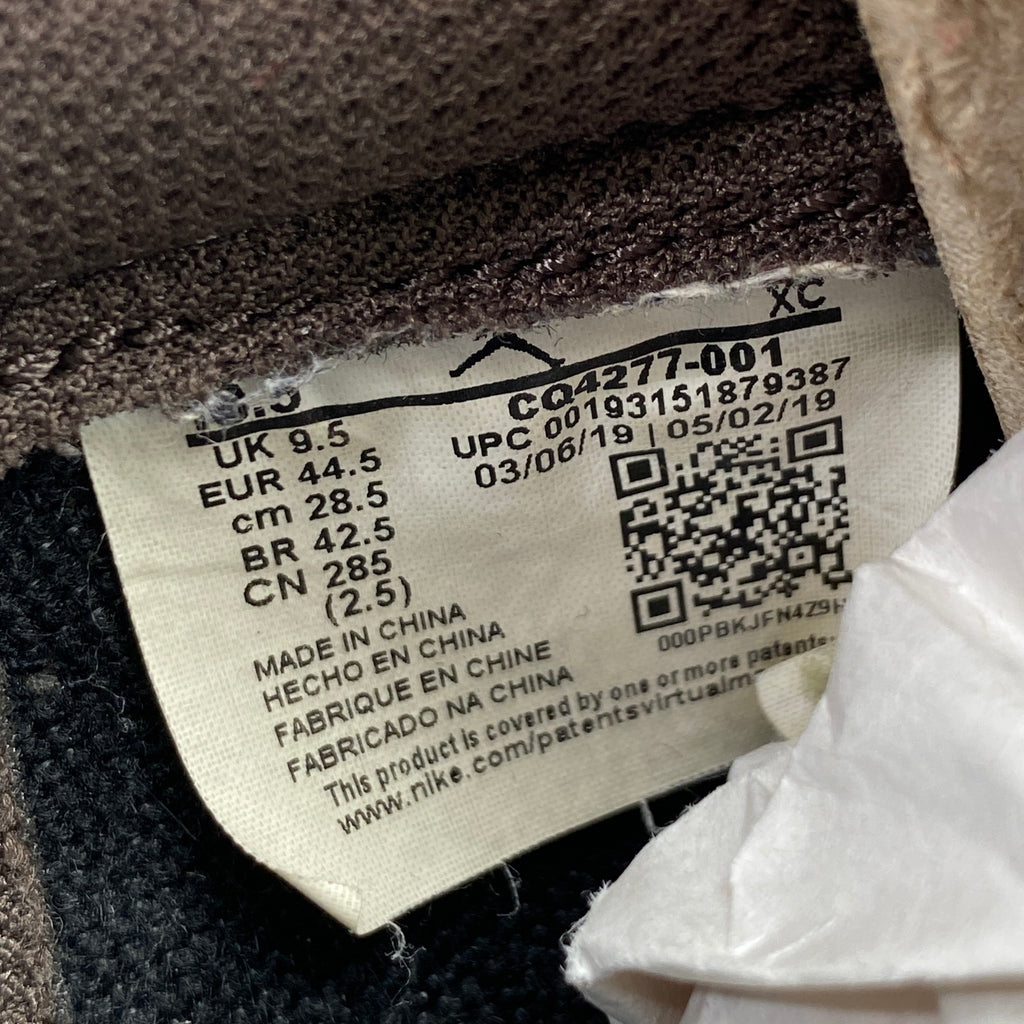 XC
CQ4277-001
UPC 00193151879387
03/06/19 | 05/02/19
UK 9.5
EUR 44.5
cm 28.5
BR 42.5
CN 285
(2.5)
000PBKJFN4Z9H
MADE IN CHINA
HECHO EN CHINA
FABRIQUE EN CHINE
FABRICADO NA CHINA
This product is covered by one or more patents.
www.nike.com/patentsvirtualm